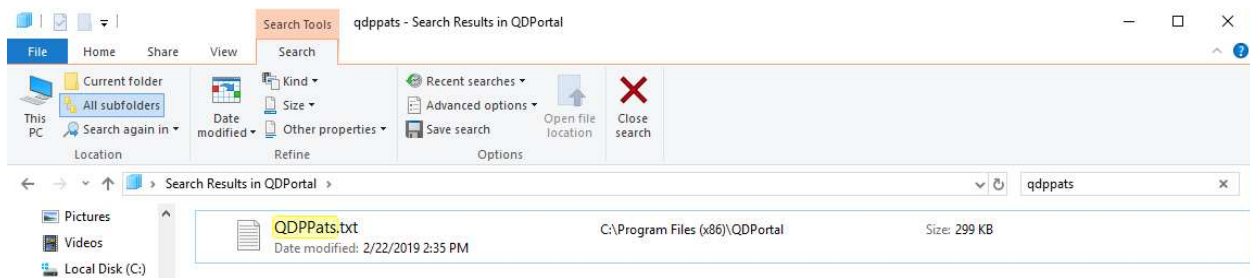 Search Tools qdppats - Search Results in QDPortal
File Home Share View Search
Current folder
All subfolders
Search again in
This PC
Location
Date modified
Kind
Size
Other properties
Refine
Recent searches
Advanced options
Save search
Open file location
Options
Close search
Search Results in QDPortal
qdppats
Pictures
Videos
Local Disk (C:)
QDPPats.txt
Date modified: 2/22/2019 2:35 PM
C:\Program Files (x86)\QDPortal
Size: 299 KB